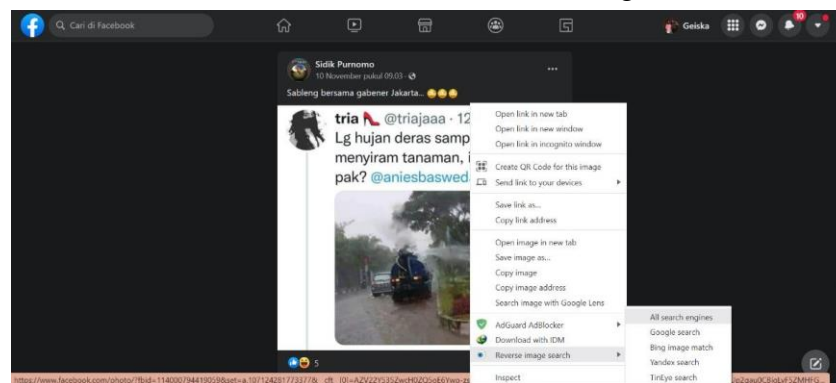 Cari di Facebook
Geiska
10
Sidik Purnomo
10 November pukul 09.03
Sableng bersama gabener Jakarta...
tria 👠 @triajaaa · 12
Lg hujan deras samp
menyiram tanaman, i
pak? @aniesbaswed
5
Open link in new tab
Open link in new window
Open link in incognito window
Create QR Code for this image
Send link to your devices
Save link as...
Copy link address
Open image in new tab
Save image as...
Copy image
Copy image address
Search image with Google Lens
AdGuard AdBlocker
Download with IDM
Reverse image search
Inspect
All search engines
Google search
Bing image match
Yandex search
TinEye search